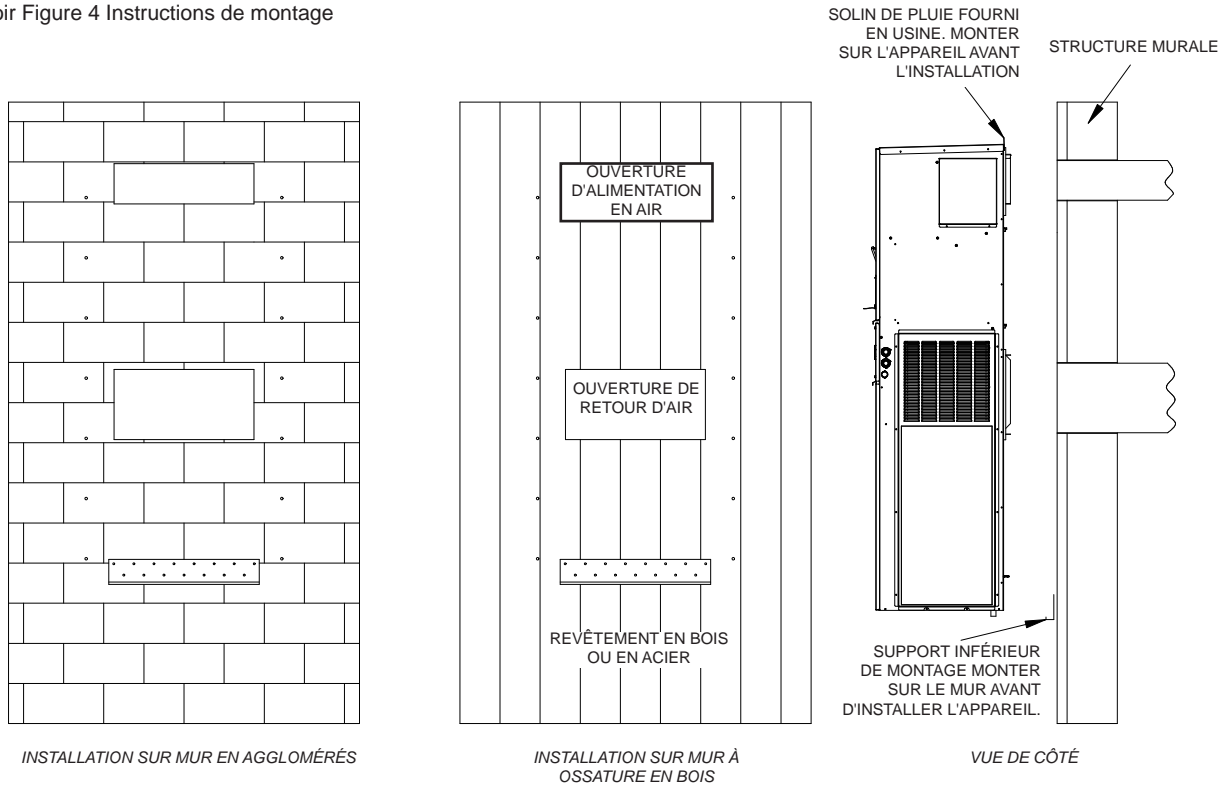 ir Figure 4 Instructions de montage
SOLIN DE PLUIE FOURNI
EN USINE. MONTER
SUR L'APPAREIL AVANT
L'INSTALLATION
STRUCTURE MURALE
OUVERTURE
D'ALIMENTATION
EN AIR
OUVERTURE DE
RETOUR D'AIR
REVÊTEMENT EN BOIS
OU EN ACIER
SUPPORT INFÉRIEUR
DE MONTAGE MONTER
SUR LE MUR AVANT
D'INSTALLER L'APPAREIL.
INSTALLATION SUR MUR EN AGGLOMÉRÉS
INSTALLATION SUR MUR À
OSSATURE EN BOIS
VUE DE CÔTÉ